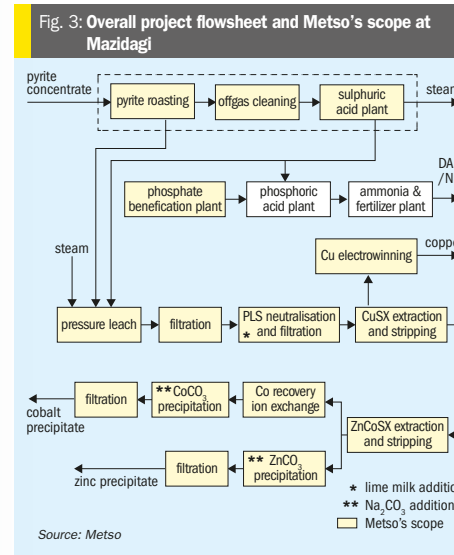 Fig. 3: Overall project flowsheet and Metso's scope at
Mazidagi
pyrite
concentrate
pyrite roasting
offgas cleaning
sulphuric
acid plant
steam
DA
/N
phosphate
benefication plant
phosphoric
acid plant
ammonia &
fertilizer plant
steam
Cu electrowinning
coppe
pressure leach
filtration
PLS neutralisation
* and filtration
CuSX extraction
and stripping
filtration
**CoCO3
precipitation
Co recovery
ion exchange
cobalt
precipitate
ZnCoSX extraction
and stripping
filtration
** ZnCO3
precipitation
zinc precipitate
* lime milk additio
** Na2CO3 addition
Metso's scope
Source: Metso